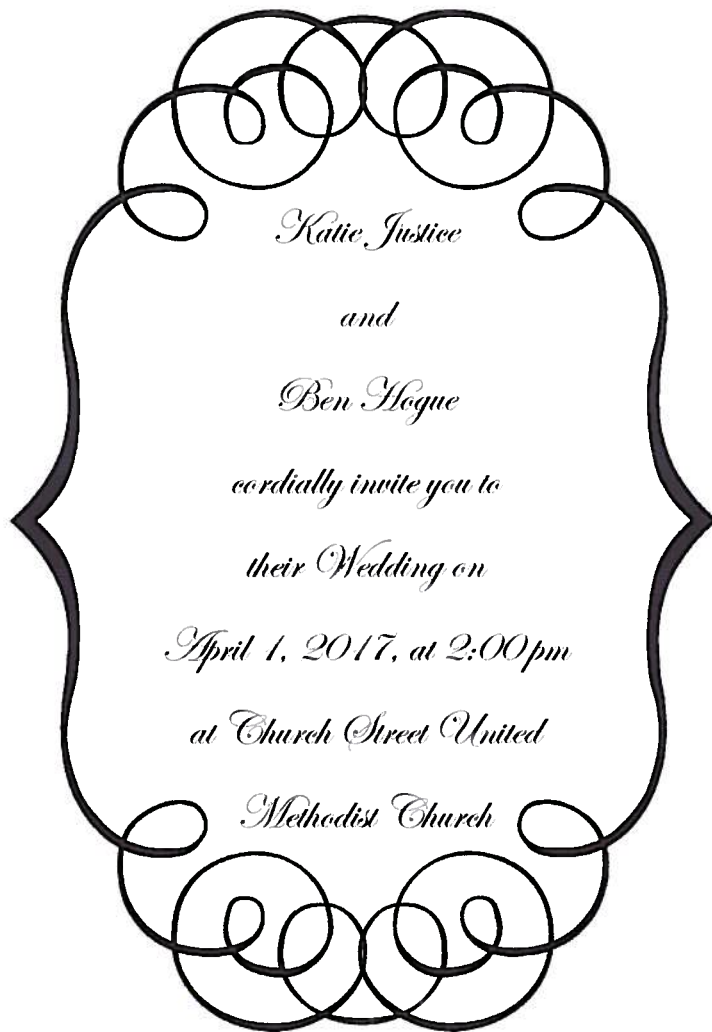 Katie Justice
and
Ben Hogue
cordially invite you to
their Wedding on
April 1, 2017, at 2:00pm
at Church Street United
Methodist Church